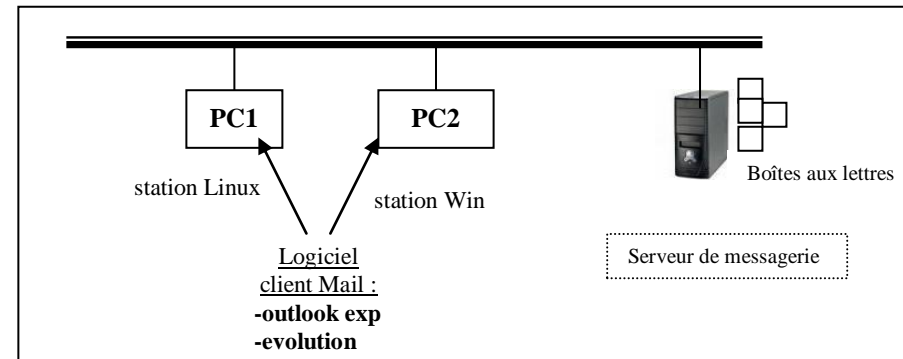 PC1
PC2
station Linux
station Win
Boîtes aux lettres
Logiciel
client Mail :
-outlook exp
-evolution
Serveur de messagerie